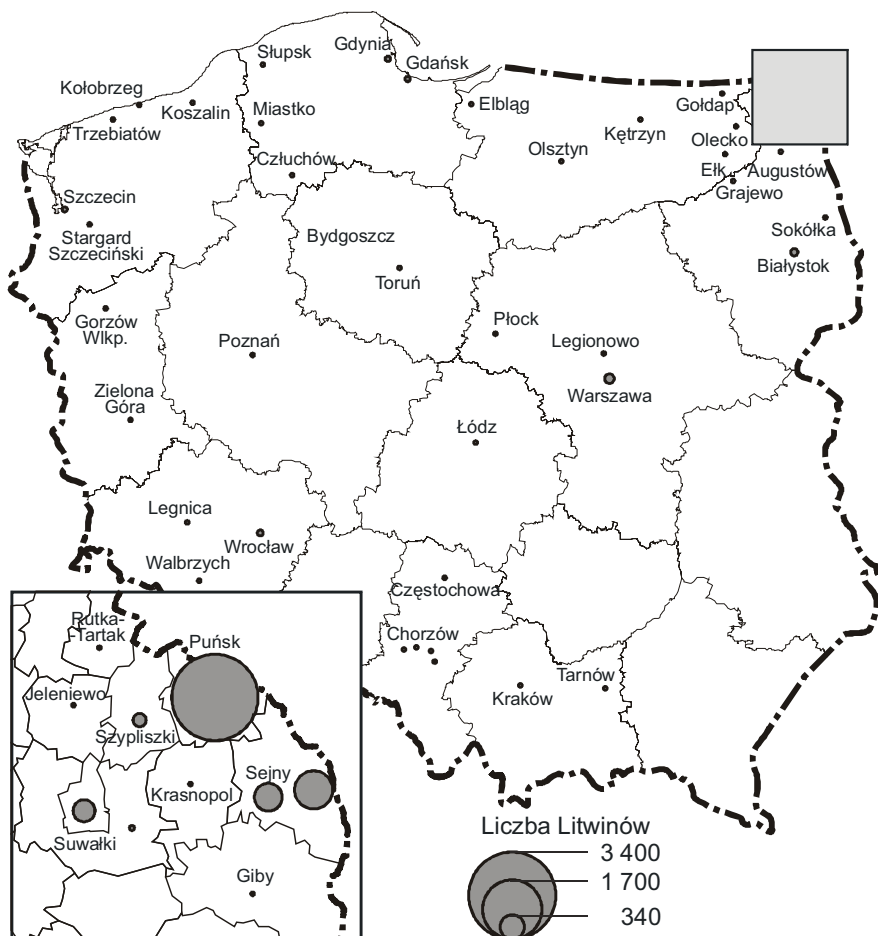 Słupsk
Gdynia
Gdańsk
Kołobrzeg
Koszalin
Miastko
Elbląg
Gołdap
Trzebiatów
Kętrzyn
Olecko
Olsztyn
Człuchów
Ełk
Augustów
Grajewo
Szczecin
Stargard
Szczeciński
Bydgoszcz
Sokółka
Białystok
Toruń
Gorzów
Wlkp.
Płock
Poznań
Legionowo
Warszawa
Zielona
Góra
Łódz
Legnica
Wrocław
Walbrzych
Częstochowa
Chorzów
Tarnów
Kraków
Rutka-
-Tartak
Puńsk
Jeleniewo
Szypliszki
Sejny
Krasnopol
Suwałki
Giby
Liczba Litwinów
3 400
1 700
340